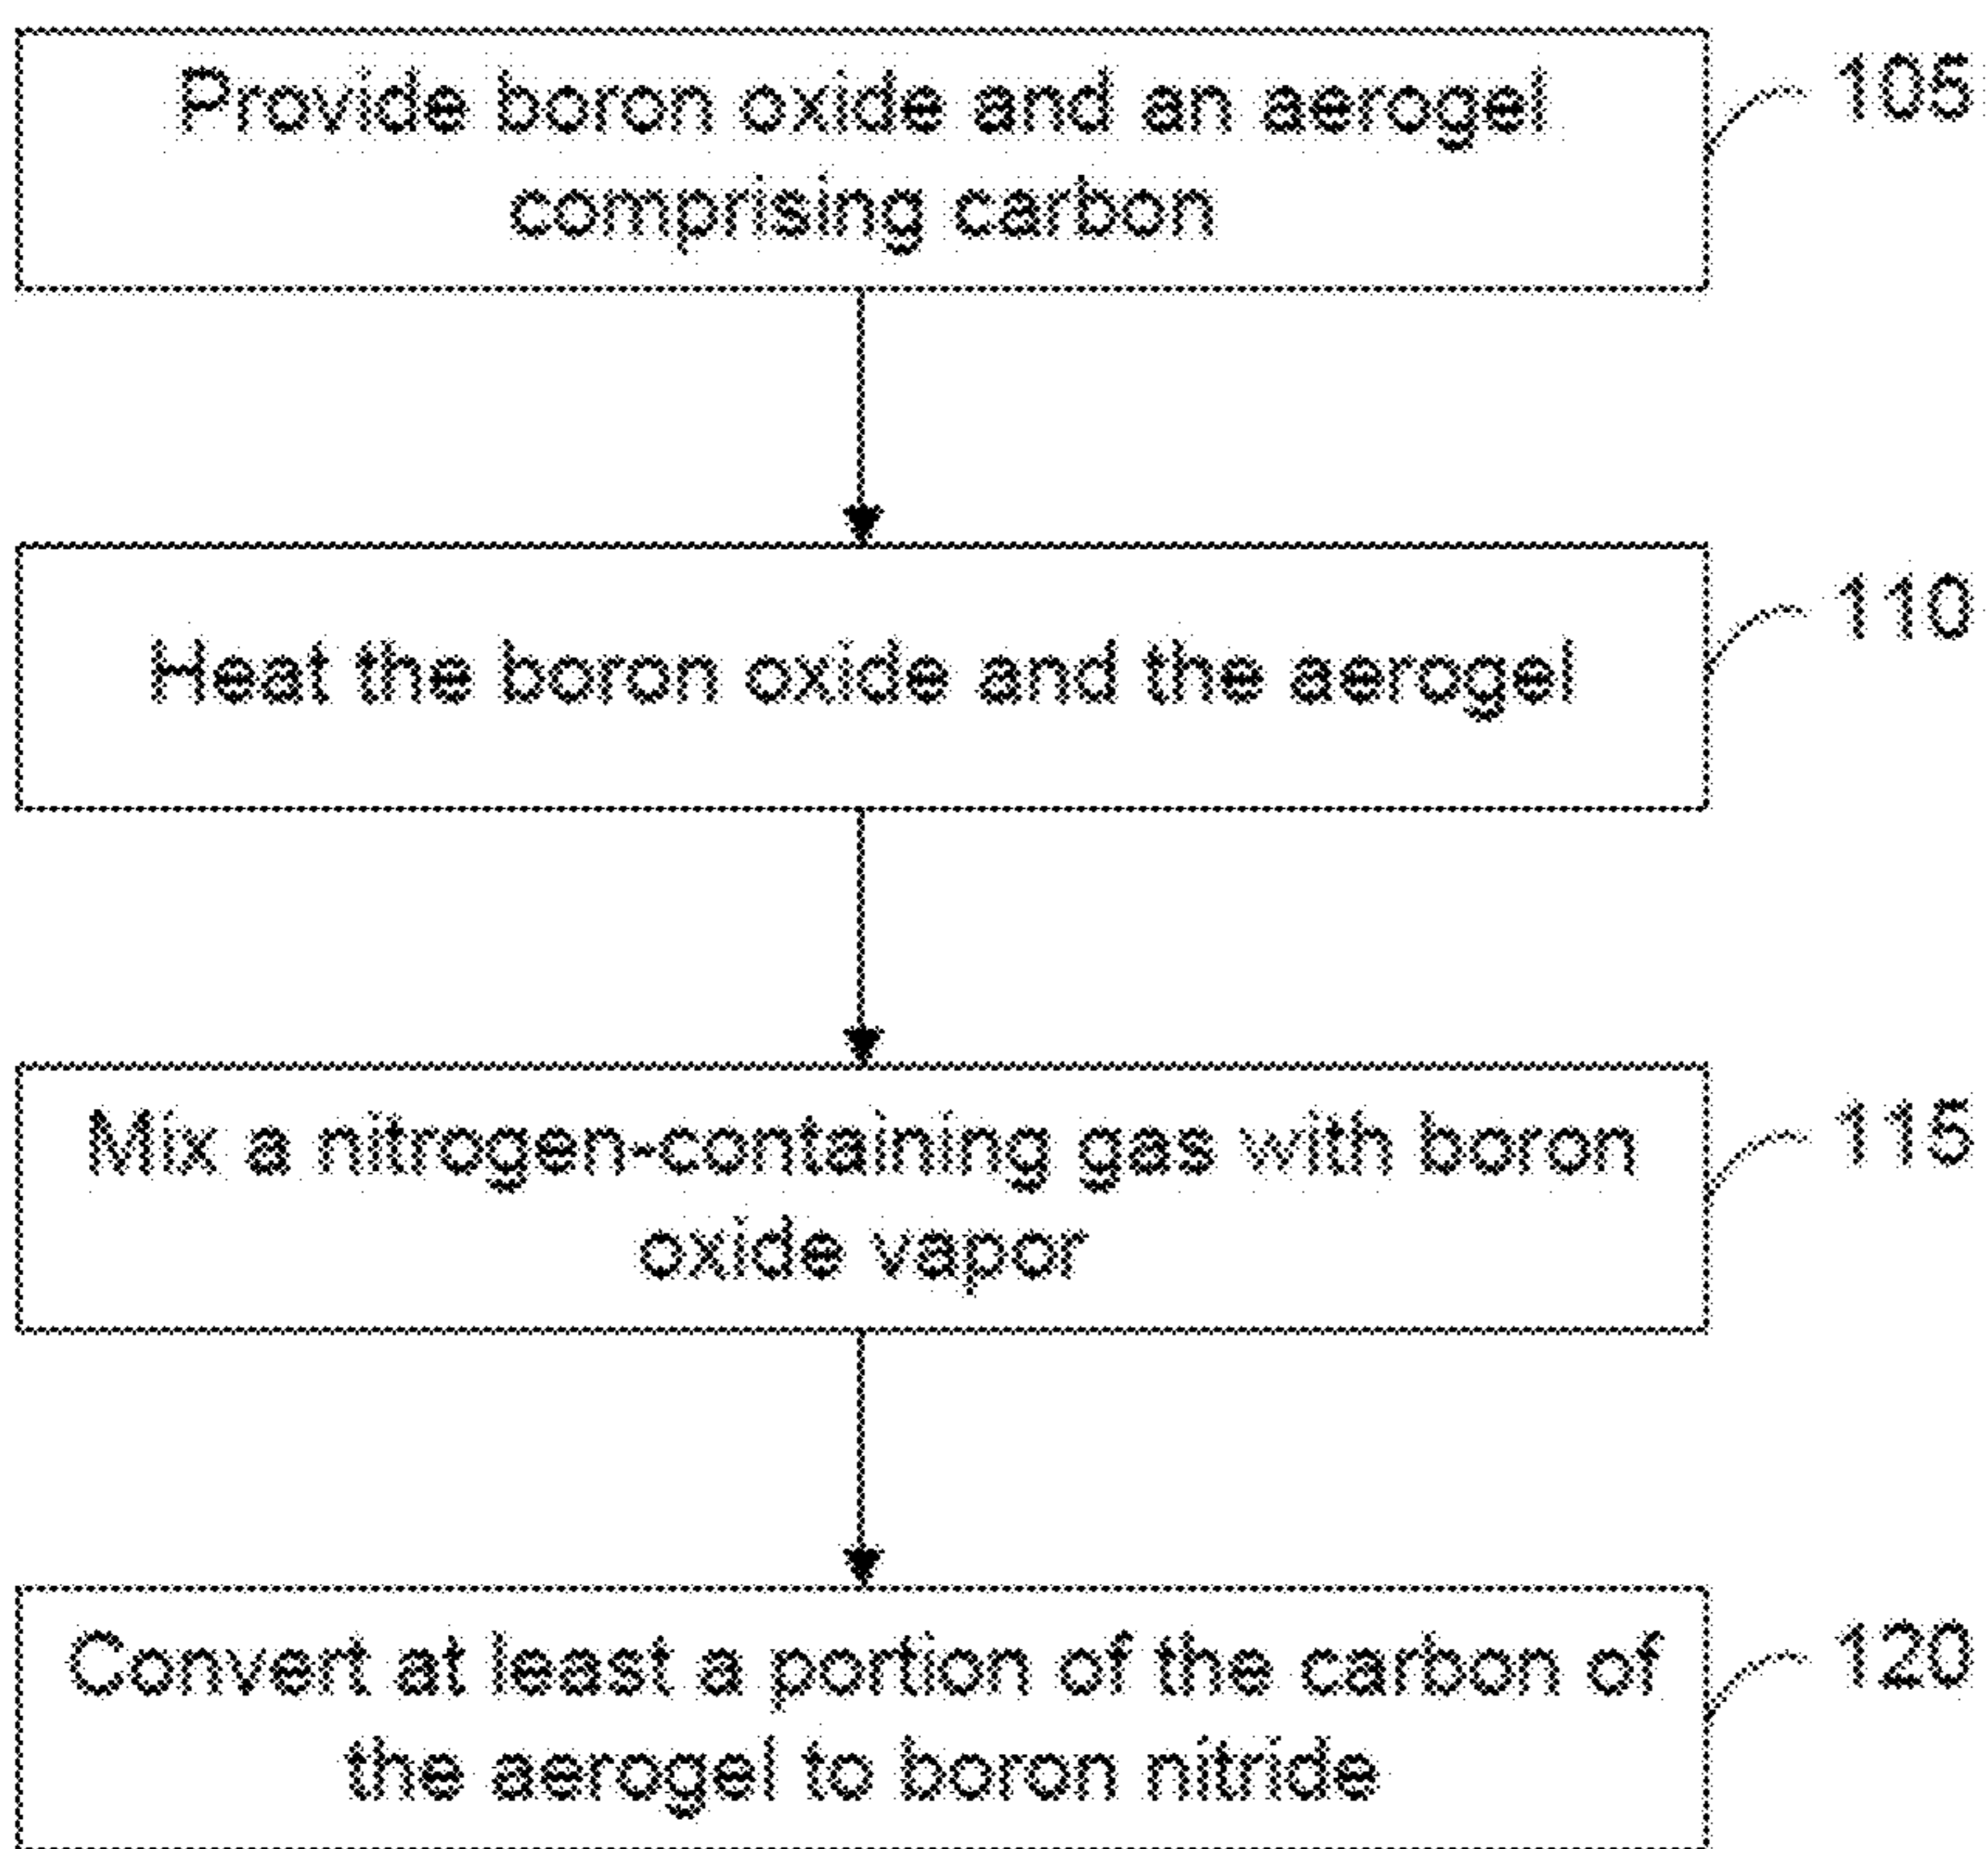 Provide boron oxide and an aerogel
comprising carbon
105
Heat the boron oxide and the aerogel
110
Mix a nitrogen-containing gas with boron
oxide vapor
115
Convert at least a portion of the carbon of
the aerogel to boron nitride
120